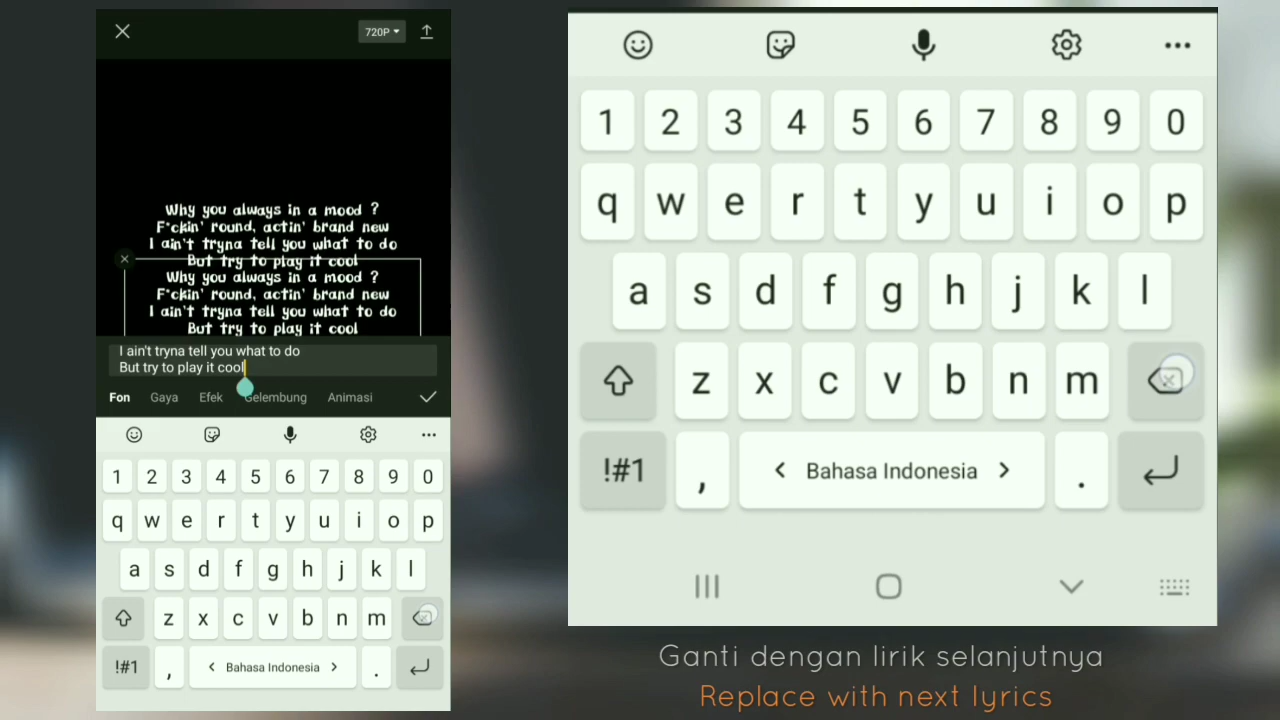 720P
Why you always in a mood ?
F*ckin' round, actin' brand new
I ain't tryna tell you what to do
But try to play it cool
Why you always in a mood ?
F*ckin' round, actin' brand new
I ain't tryna tell you what to do
But try to play it cool
I ain't tryna tell you what to do
But try to play it cool
Fon Gaya Efek Gelembung Animasi
1 2 3 4 5 6 7 8 9 0
q w e r t y u i o p
a s d f g h j k l
z x c v b n m
!#1 , < Bahasa Indonesia > .
1 2 3 4 5 6 7 8 9 0
q w e r t y u i o p
a s d f g h j k l
z x c v b n m
!#1 , < Bahasa Indonesia > .
Ganti dengan lirik selanjutnya
Replace with next lyrics